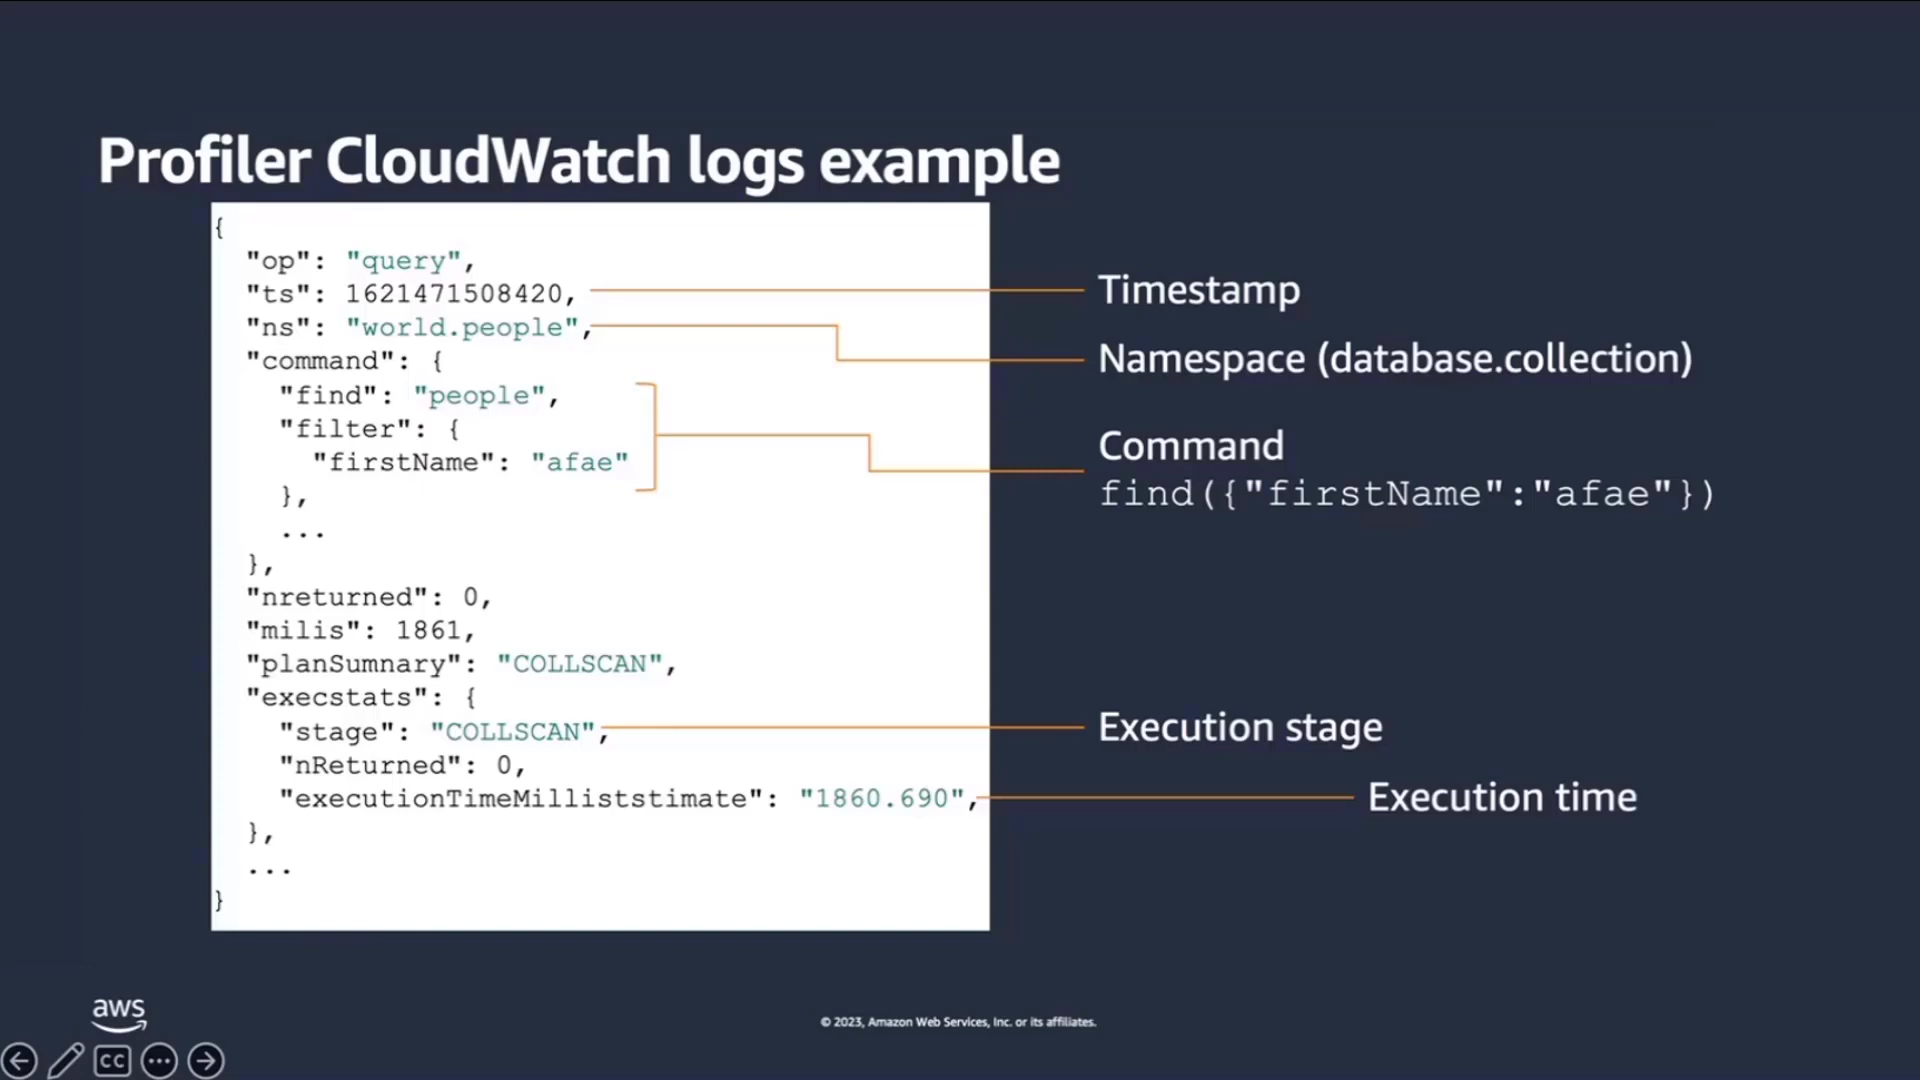 Profiler CloudWatch logs example
{
"op": "query",
"ts": 1621471508420,
"ns": "world.people",
"command": {
"find": "people",
"filter": {
"firstName": "afae"
},
...
},
"nreturned": 0,
"milis": 1861,
"planSumnary": "COLLSCAN",
"execstats": {
"stage": "COLLSCAN",
"nReturned": 0,
"executionTimeMilliststimate": "1860.690",
},
...
}
Timestamp
Namespace (database.collection)
Command
find({"firstName":"afae"})
Execution stage
Execution time
aws
© 2023, Amazon Web Services, Inc. or its affiliates.
CC